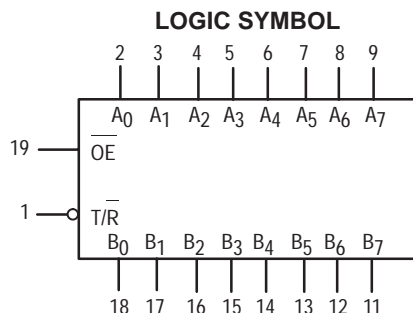 LOGIC SYMBOL
2 3 4 5 6 7 8 9
A0 A1 A2 A3 A4 A5 A6 A7
19 O̅E̅
1 T/R̅
B0 B1 B2 B3 B4 B5 B6 B7
18 17 16 15 14 13 12 11